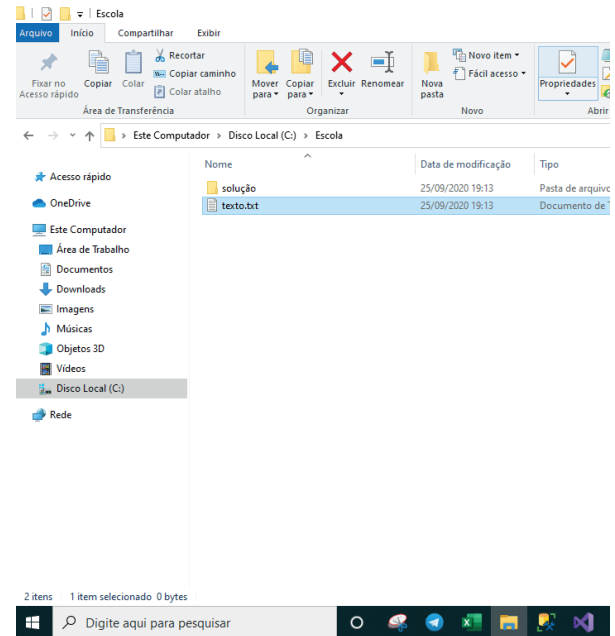 Escola
Arquivo Início Compartilhar Exibir
Fixar no Acesso rápido
Copiar
Colar
Recortar
Copiar caminho
Colar atalho
Mover para
Copiar para
Excluir
Renomear
Nova pasta
Novo item
Fácil acesso
Propriedades
Área de Transferência Organizar Novo Abrir
Este Computador > Disco Local (C:) > Escola
Nome Data de modificação Tipo
solução 25/09/2020 19:13 Pasta de arquivo
texto.txt 25/09/2020 19:13 Documento de T
Acesso rápido
OneDrive
Este Computador
Área de Trabalho
Documentos
Downloads
Imagens
Músicas
Objetos 3D
Vídeos
Disco Local (C:)
Rede
2 itens 1 item selecionado 0 bytes
Digite aqui para pesquisar